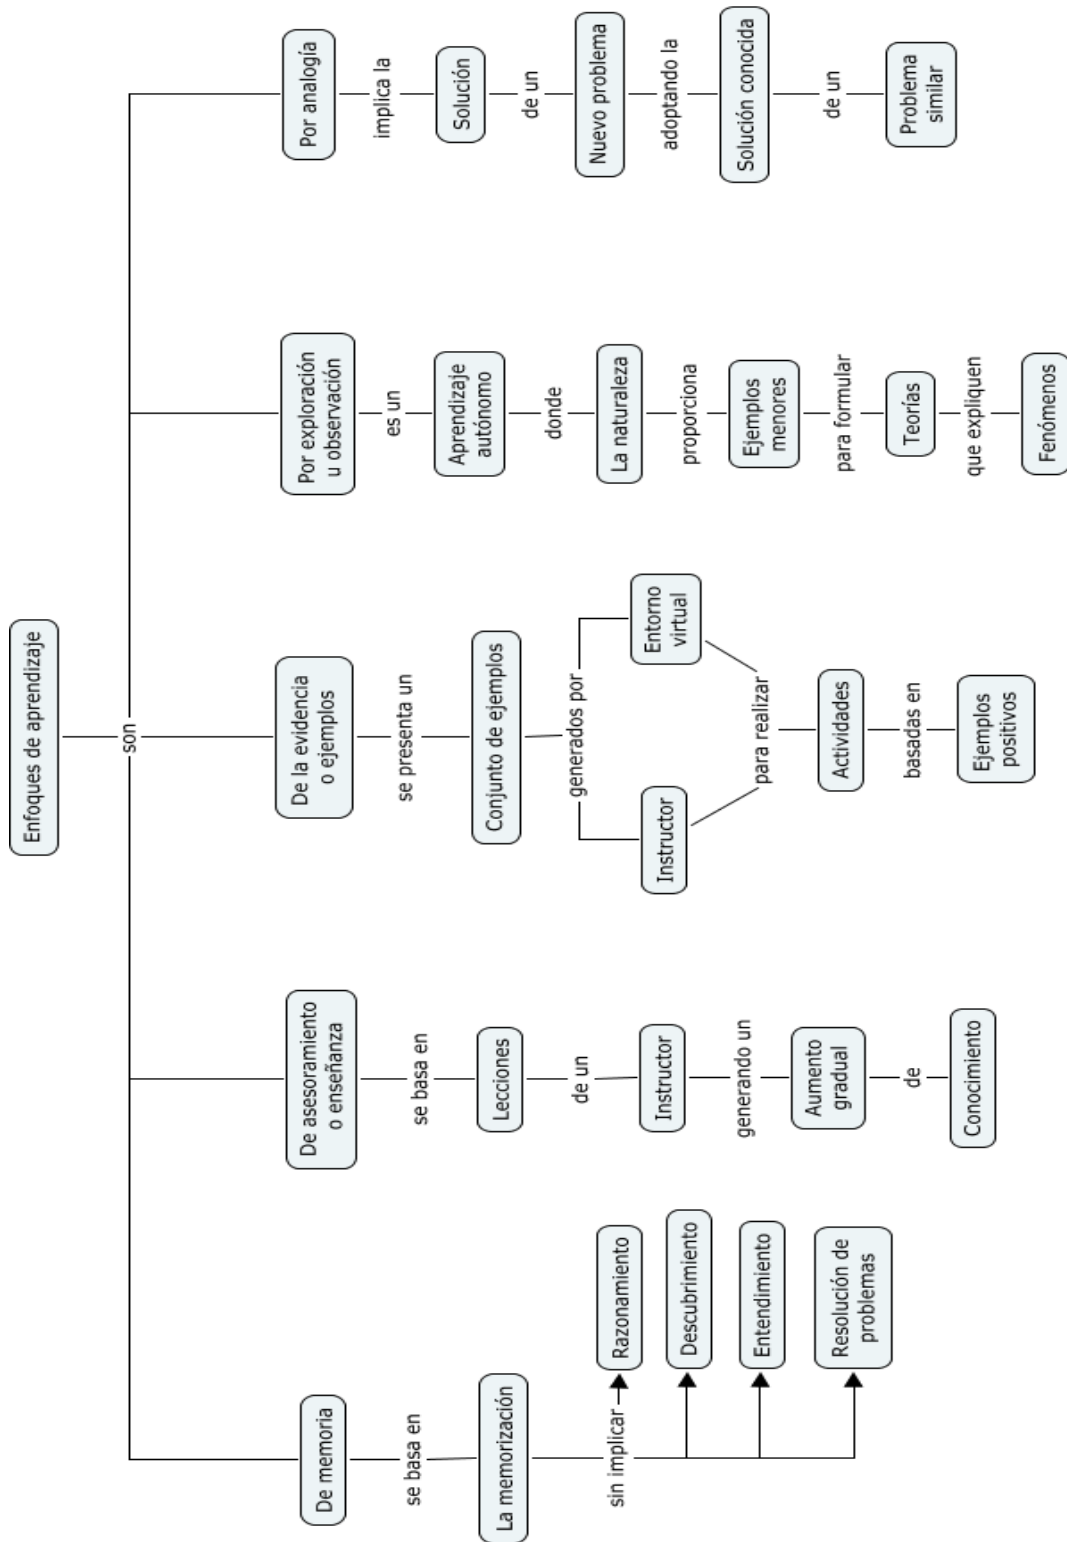 Enfoques de aprendizaje
son
De memoria
se basa en
La memorización
sin implicar
Razonamiento
Descubrimiento
Entendimiento
Resolución de
problemas
De asesoramiento
o enseñanza
se basa en
Lecciones
de un
Instructor
generando un
Aumento
gradual
de
Conocimiento
De la evidencia
o ejemplos
se presenta un
Conjunto de ejemplos
generados por
Instructor
Entorno
virtual
para realizar
Actividades
basadas en
Ejemplos
positivos
Por exploración
u observación
es un
Aprendizaje
autónomo
donde
La naturaleza
proporciona
Ejemplos
menores
para formular
Teorías
que expliquen
Fenómenos
Por analogía
implica la
Solución
de un
Nuevo problema
adoptando la
Solución conocida
de un
Problema
similar